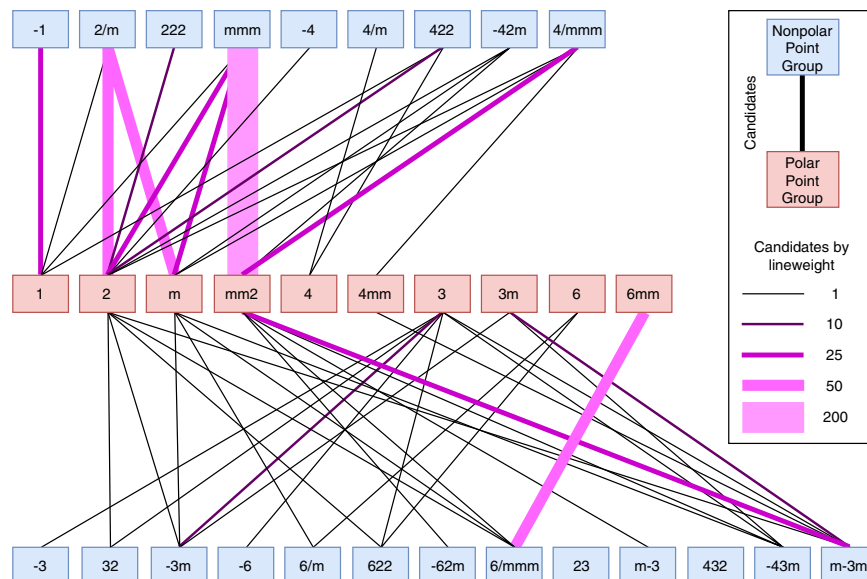 -1 2/m 222 mmm -4 4/m 422 -42m 4/mmm
1 2 m mm2 4 4mm 3 3m 6 6mm
-3 32 -3m -6 6/m 622 -62m 6/mmm 23 m-3 432 -43m m-3m
Nonpolar
Point
Group
Candidates
Polar
Point
Group
Candidates by
lineweight
1
10
25
50
200